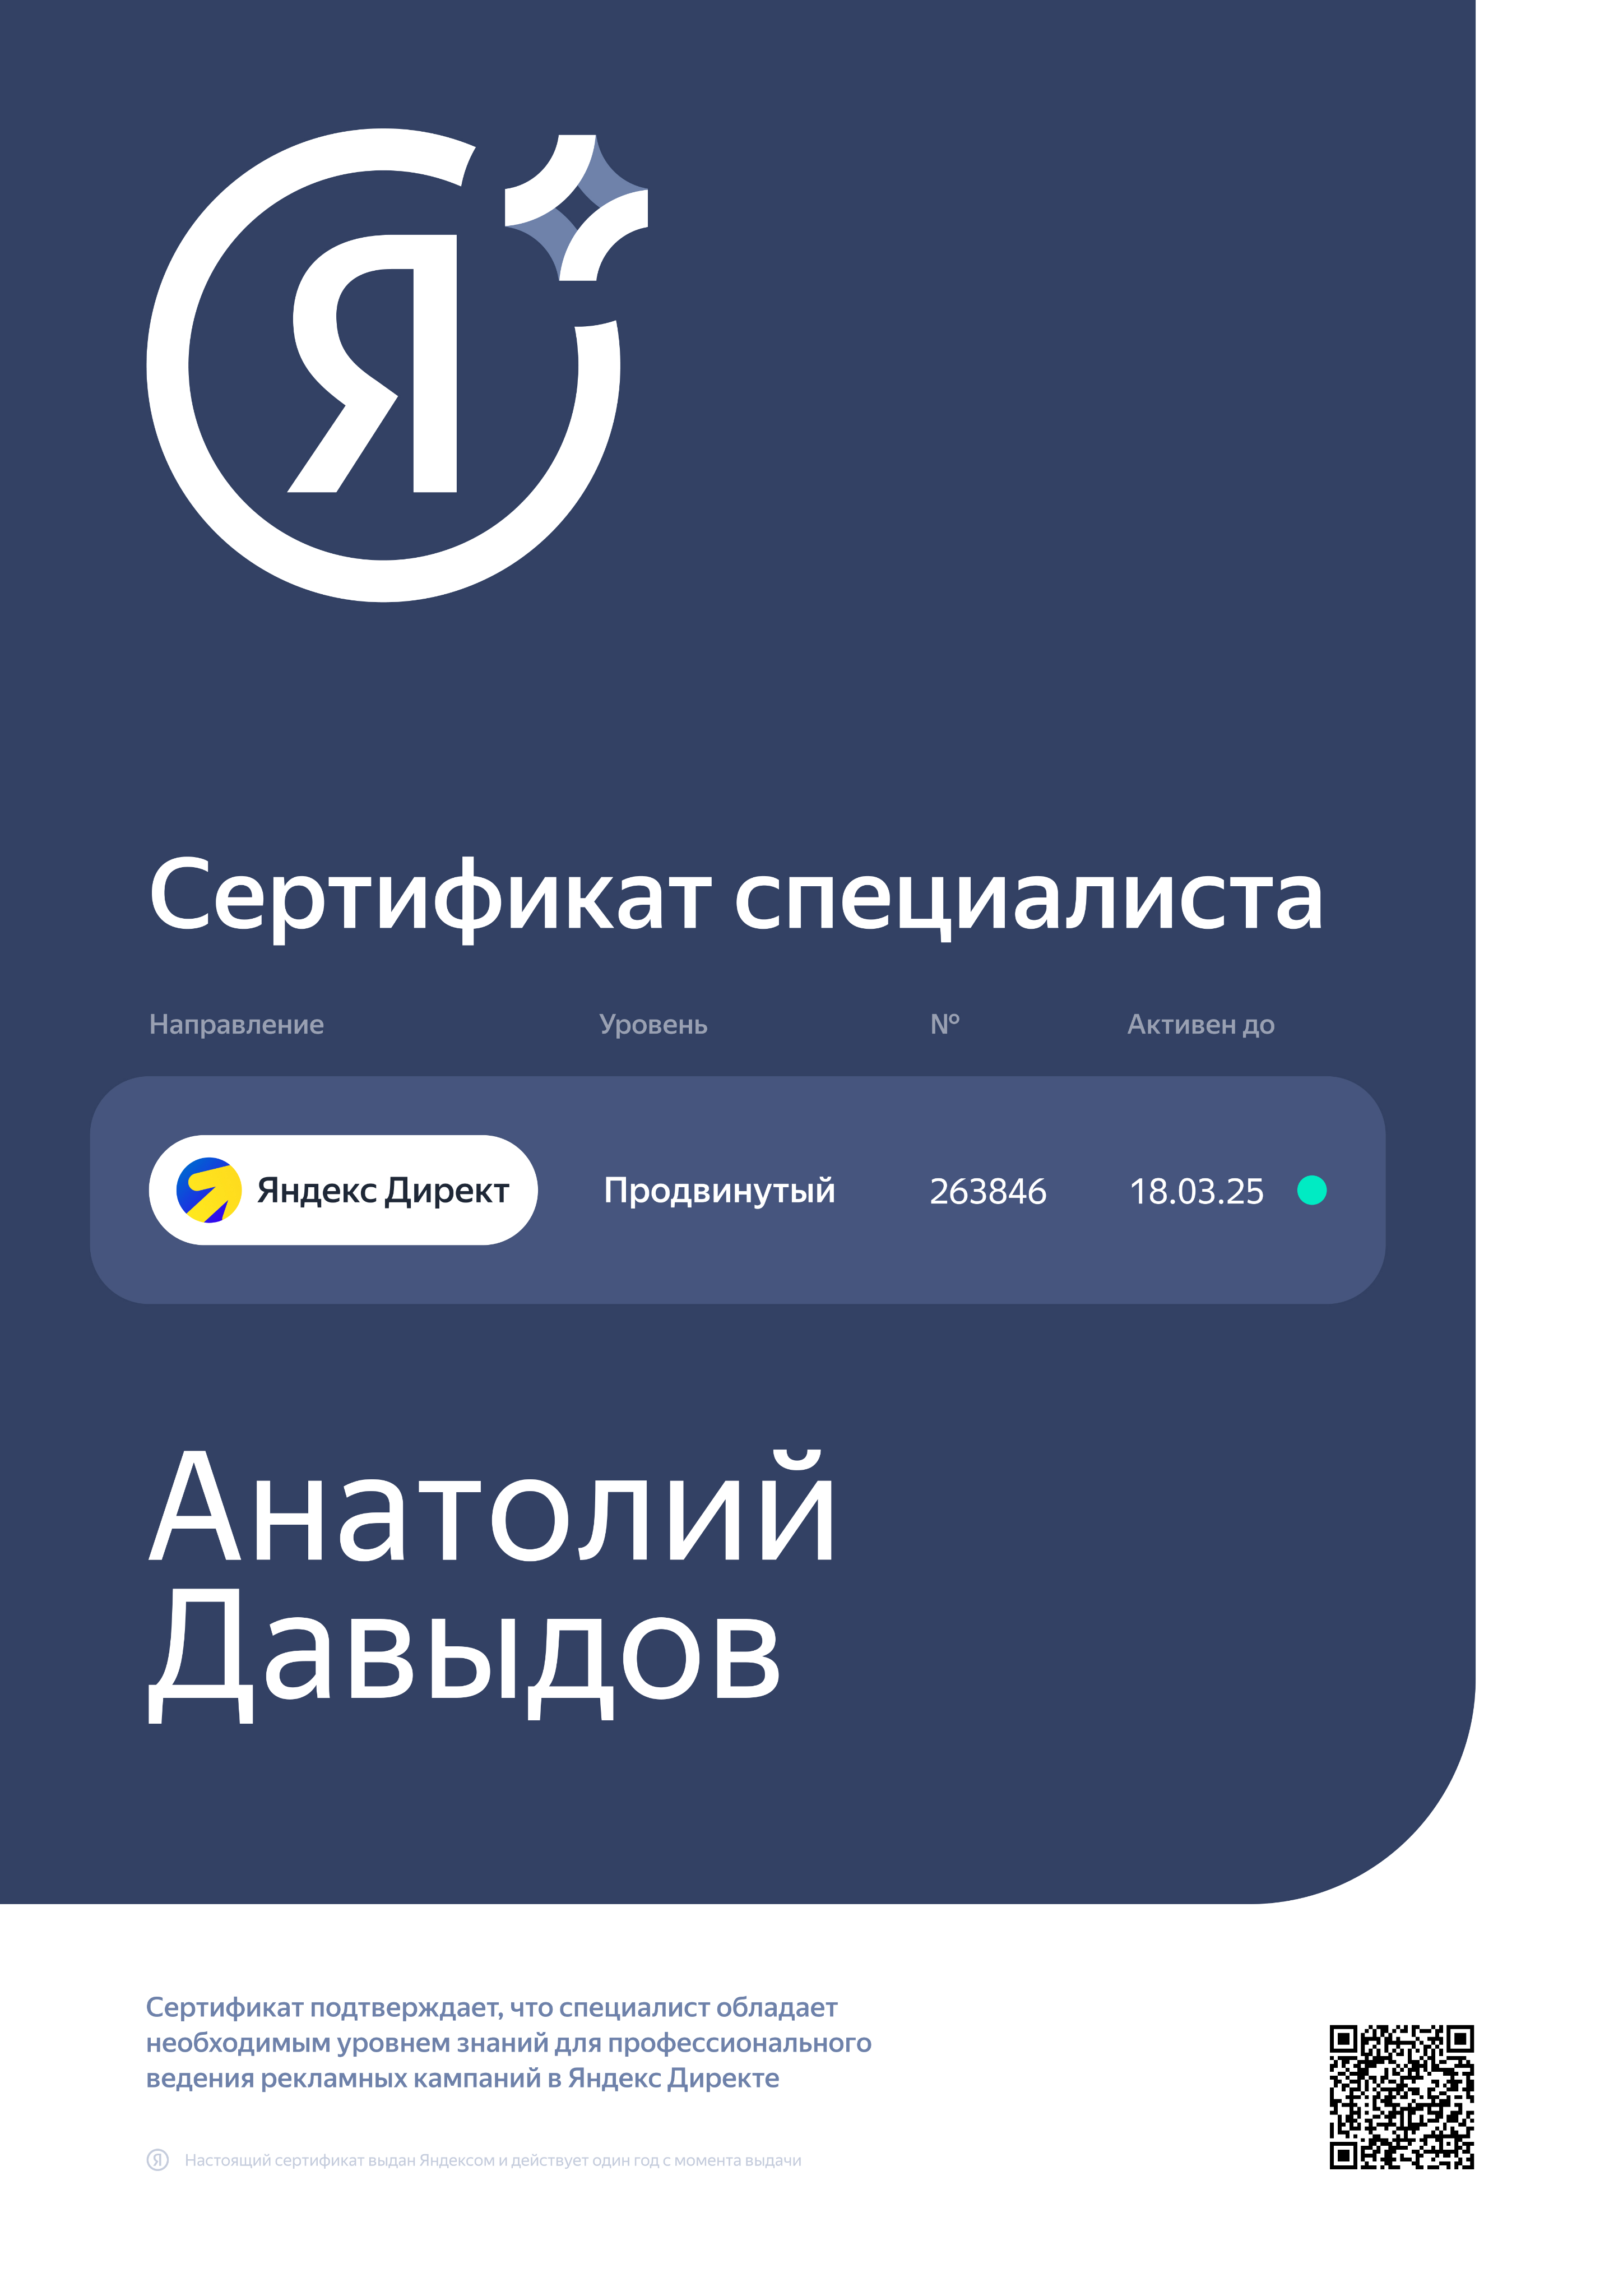 Я
Сертификат специалиста
Направление Уровень № Активен до
Яндекс Директ Продвинутый 263846 18.03.25
Анатолий
Давыдов
Сертификат подтверждает, что специалист обладает
необходимым уровнем знаний для профессионального
ведения рекламных кампаний в Яндекс Директе
Я Настоящий сертификат выдан Яндексом и действует один год с момента выдачи